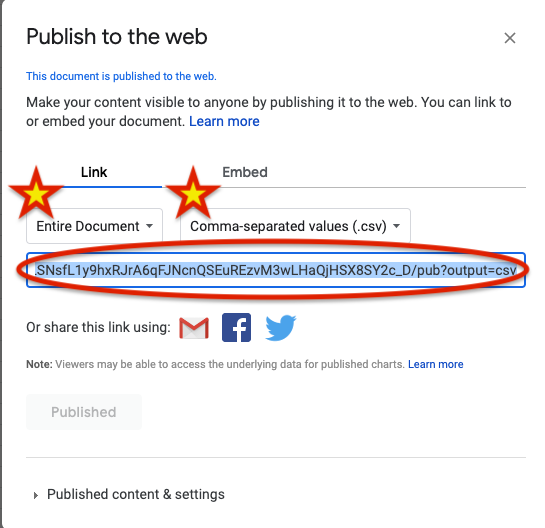 Publish to the web
This document is published to the web.
Make your content visible to anyone by publishing it to the web. You can link to
or embed your document. Learn more
Link
Embed
Entire Document
Comma-separated values (.csv)
SNsfL1y9hxRJrA6qFJNcnQSEuREzvM3wLHaQjHSX8SY2c_D/pub?output=csv
Or share this link using:
Note: Viewers may be able to access the underlying data for published charts. Learn more
Published
Published content & settings